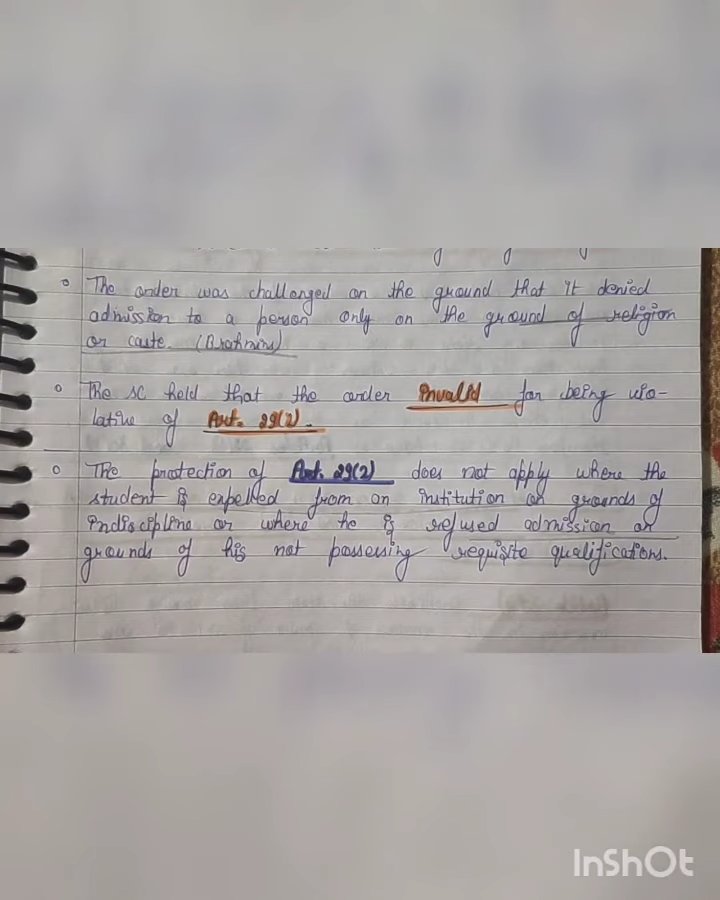 The order was challanged on the ground that it denied
admission to a person only on the ground of religion
or caste. (Brahmins)
The SC held that the order Invalid for being vio-
lative of Art. 29(2).
The protection of Art. 29(2) does not apply where the
student is expelled from an institution on grounds of
indiscipline or where he is refused admission on
grounds of his not possessing requisite qualifications.
InShOt